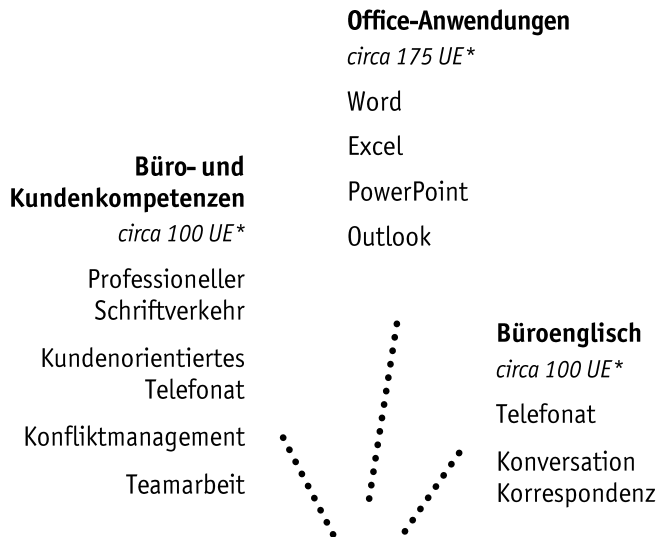 Office-Anwendungen
circa 175 UE*
Word
Excel
PowerPoint
Outlook
Büro- und
Kundenkompetenzen
circa 100 UE*
Professioneller
Schriftverkehr
Kundenorientiertes
Telefonat
Konfliktmanagement
Teamarbeit
Büroenglisch
circa 100 UE*
Telefonat
Konversation
Korrespondenz